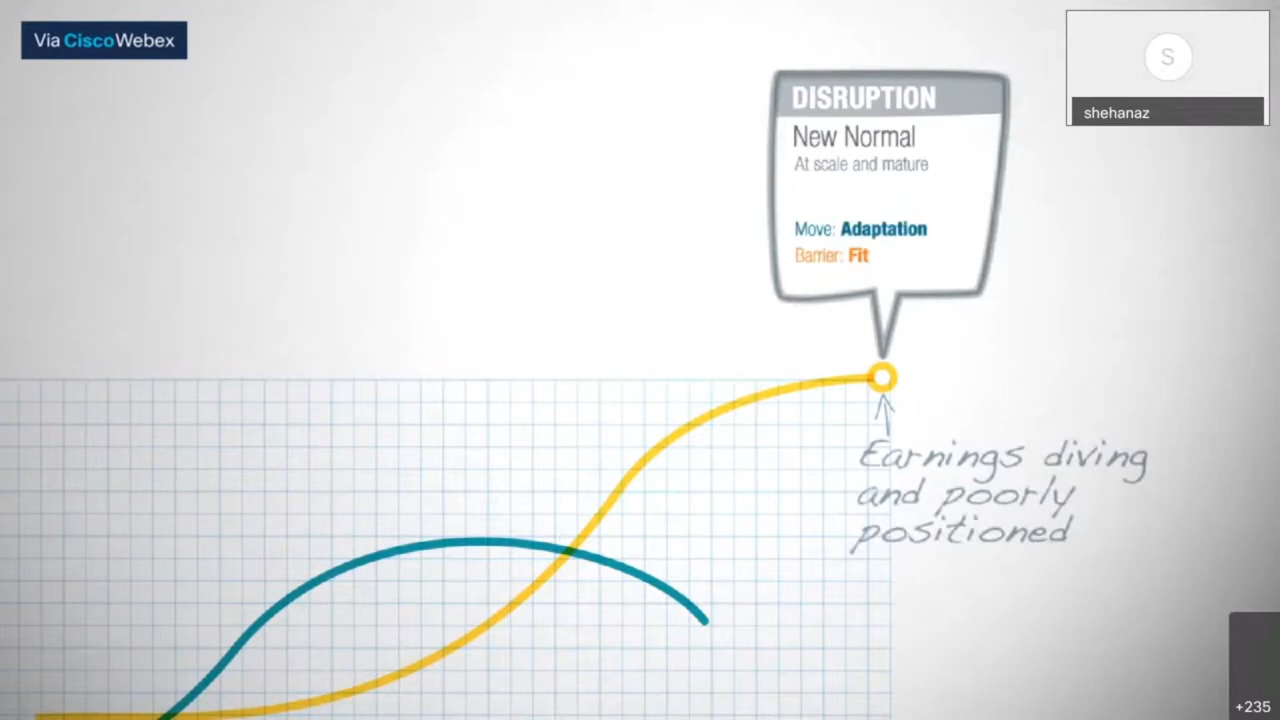 Via CiscoWebex
S
shehanaz
DISRUPTION
New Normal
At scale and mature
Move: Adaptation
Barrier: Fit
Earnings diving
and poorly
positioned
+235